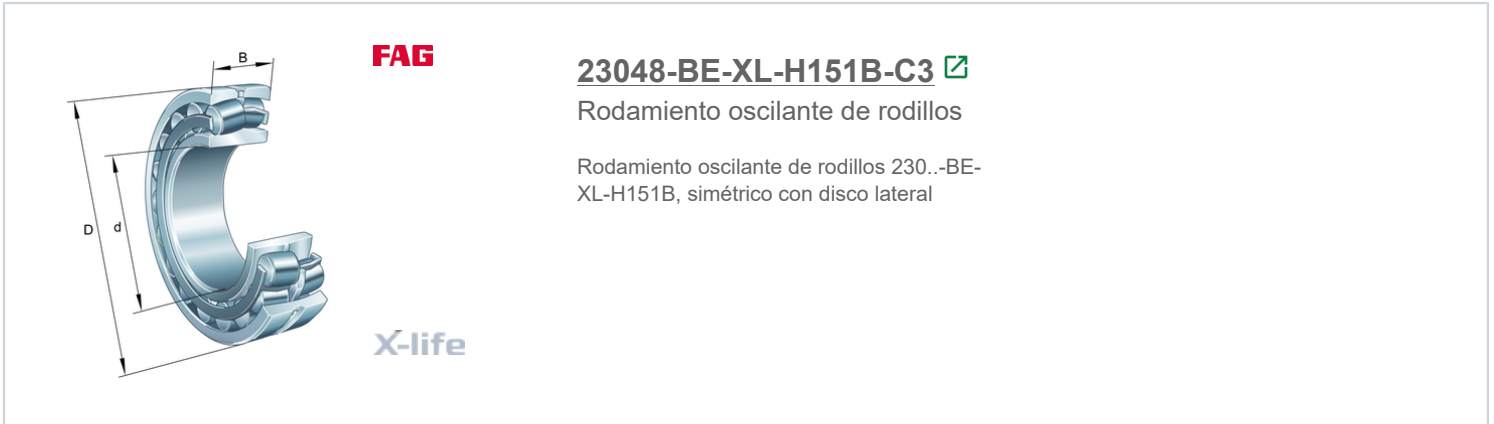 B
D
d
FAG
X-life
23048-BE-XL-H151B-C3
Rodamiento oscilante de rodillos
Rodamiento oscilante de rodillos 230..-BE-
XL-H151B, simétrico con disco lateral